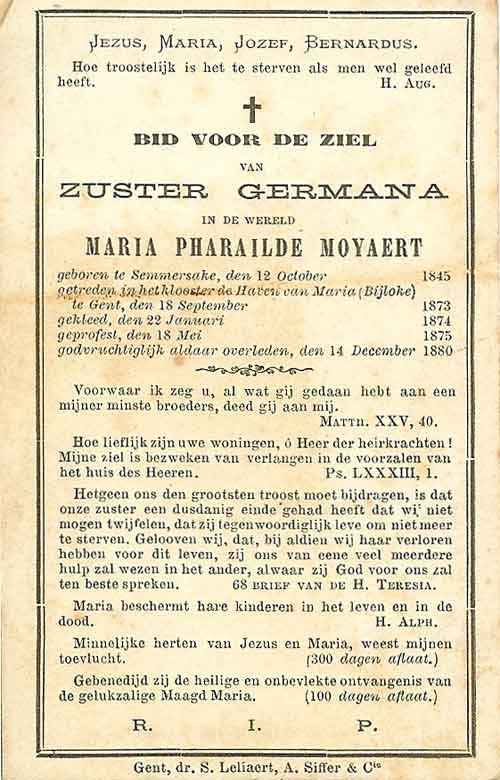 Jezus, Maria, Jozef, Bernardus.
Hoe troostelijk is het te sterven als men wel geleefd
heeft. H. Aug.
BID VOOR DE ZIEL
VAN
ZUSTER GERMANA
IN DE WERELD
MARIA PHARAILDE MOYAERT
geboren te Semmersake, den 12 October 1845
getreden in het klooster de Haven van Maria (Bijloke)
te Gent, den 18 September 1873
gekleed, den 22 Januari 1874
geprofest, den 18 Mei 1875
godvruchtiglijk aldaar overleden, den 14 December 1880
Voorwaar ik zeg u, al wat gij gedaan hebt aan een
mijner minste broeders, deed gij aan mij.
Matth. XXV, 40.
Hoe lieflijk zijn uwe woningen, ô Heer der heirkrachten!
Mijne ziel is bezweken van verlangen in de voorzalen van
het huis des Heeren. Ps. LXXXIII, 1.
Hetgeen ons den grootsten troost moet bijdragen, is dat
onze zuster een dusdanig einde gehad heeft dat wij niet
mogen twijfelen, dat zij tegenwoordiglijk leve om niet meer
te sterven. Gelooven wij, dat, bij aldien wij haar verloren
hebben voor dit leven, zij ons van eene veel meerdere
hulp zal wezen in het ander, alwaar zij God voor ons zal
ten beste spreken. 68 brief van de H. Teresia.
Maria beschermt hare kinderen in het leven en in de
dood. H. Alph.
Minnelijke herten van Jezus en Maria, weest mijnen
toevlucht. (300 dagen aflaat.)
Gebenedijd zij de heilige en onbevlekte ontvangenis van
de gelukzalige Maagd Maria. (100 dagen aflaat.)
R. I. P.
Gent, dr. S. Leliaert, A. Siffer & Cie